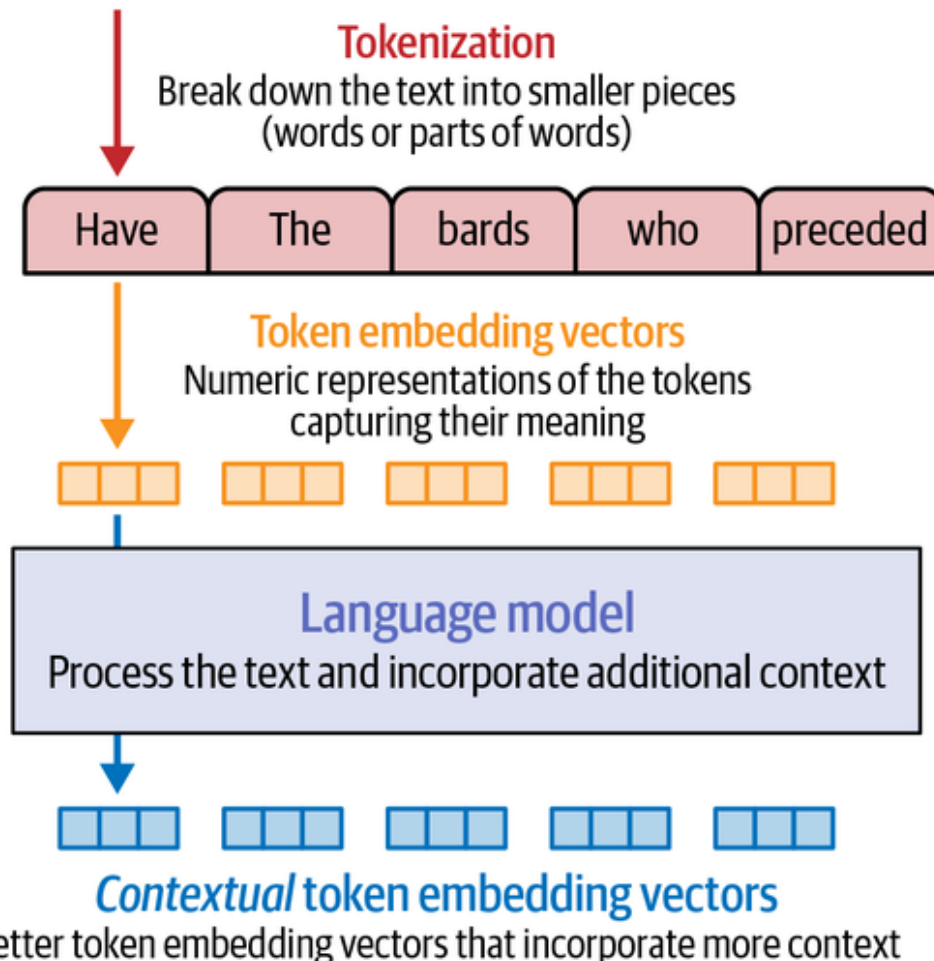 Tokenization
Break down the text into smaller pieces
(words or parts of words)
Have The bards who preceded
Token embedding vectors
Numeric representations of the tokens
capturing their meaning
Language model
Process the text and incorporate additional context
Contextual token embedding vectors
etter token embedding vectors that incorporate more context